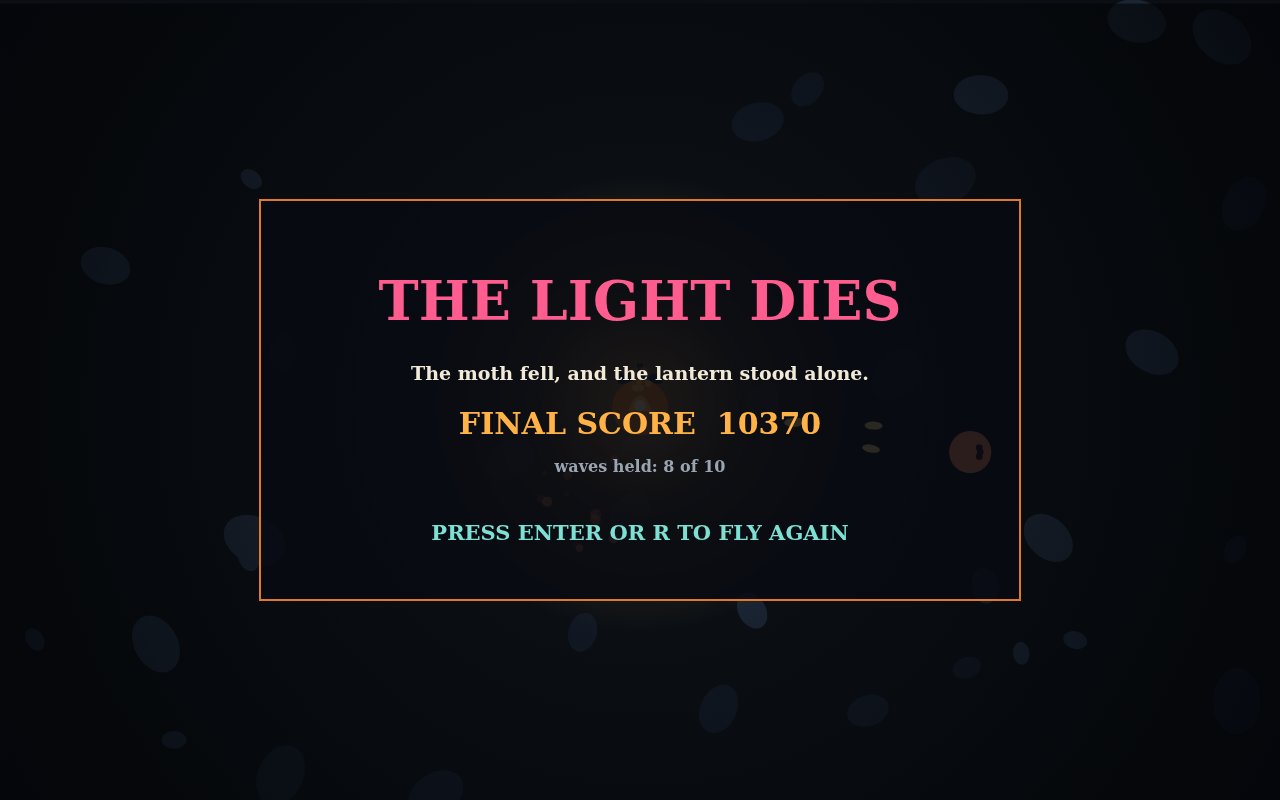 THE LIGHT DIES
The moth fell, and the lantern stood alone.
FINAL SCORE  10370
waves held: 8 of 10
PRESS ENTER OR R TO FLY AGAIN